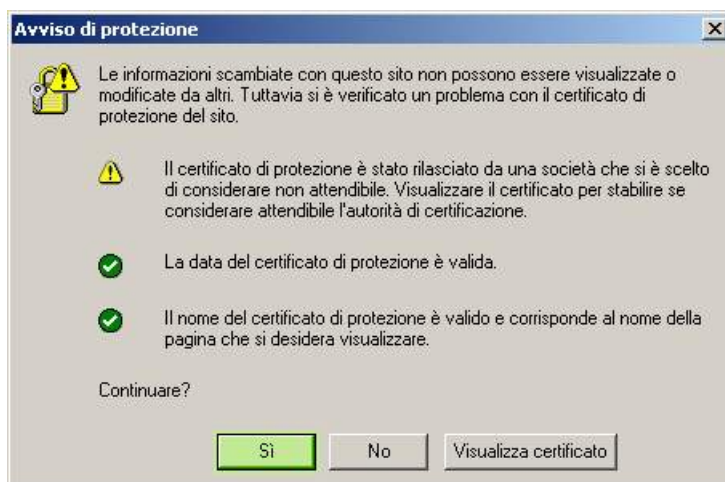 Avviso di protezione
Le informazioni scambiate con questo sito non possono essere visualizzate o
modificate da altri. Tuttavia si è verificato un problema con il certificato di
protezione del sito.
Il certificato di protezione è stato rilasciato da una società che si è scelto
di considerare non attendibile. Visualizzare il certificato per stabilire se
considerare attendibile l'autorità di certificazione.
La data del certificato di protezione è valida.
Il nome del certificato di protezione è valido e corrisponde al nome della
pagina che si desidera visualizzare.
Continuare?
Sì No Visualizza certificato